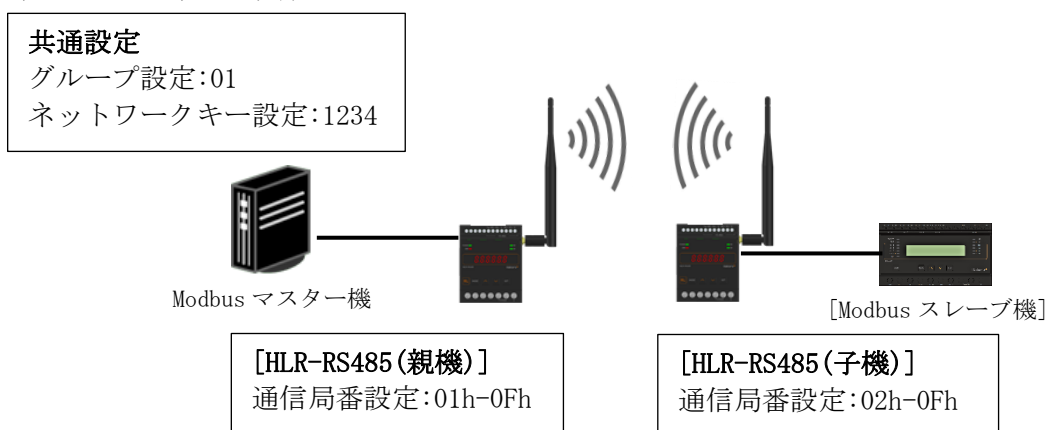 共通設定
グループ設定:01
ネットワークキー設定:1234
Modbus マスター機
[Modbus スレーブ機]
[HLR-RS485(親機)]
通信局番設定:01h-0Fh
[HLR-RS485(子機)]
通信局番設定:02h-0Fh